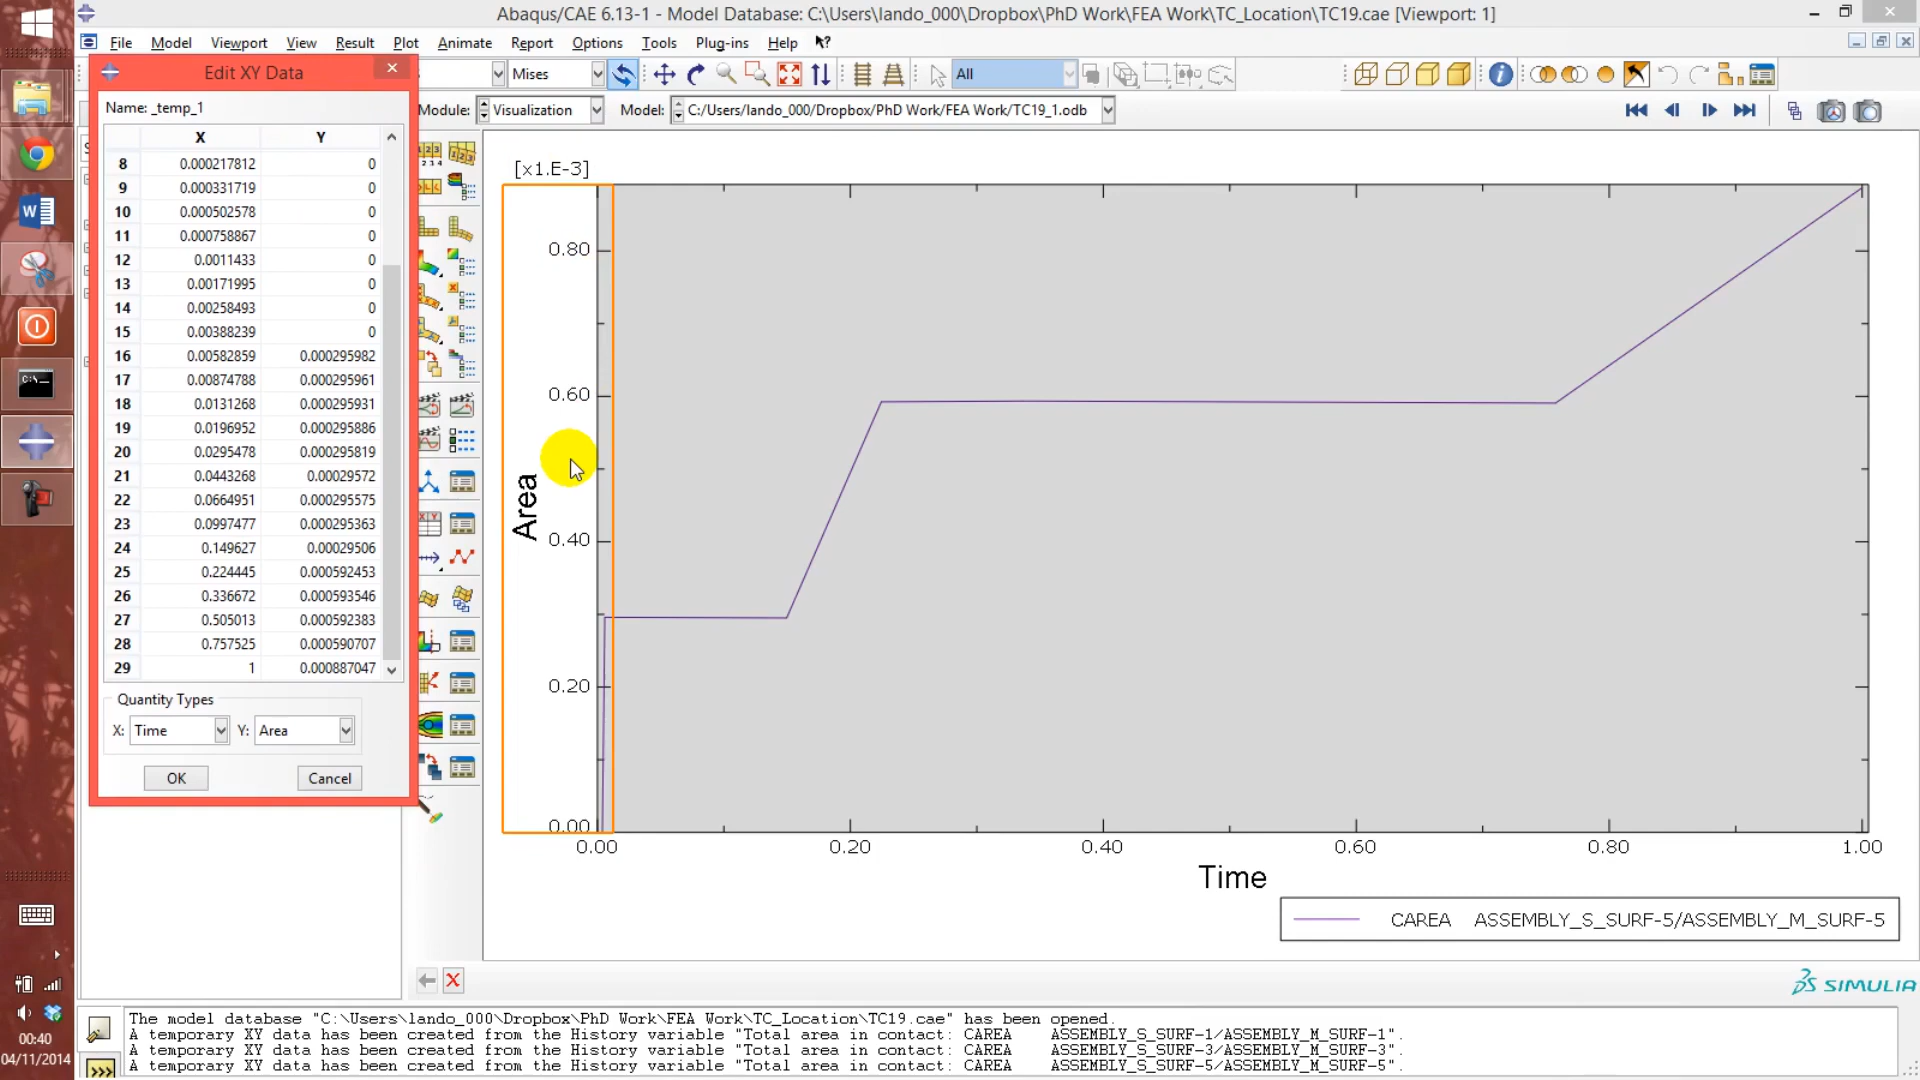 Abaqus/CAE 6.13-1 - Model Database: C:\Users\lando_000\Dropbox\PhD Work\FEA Work\TC_Location\TC19.cae [Viewport: 1]
File Model Viewport View Result Plot Animate Report Options Tools Plug-ins Help
Edit XY Data
Mises
All
Module: Visualization Model: C:/Users/lando_000/Dropbox/PhD Work/FEA Work/TC19_1.odb
Name: _temp_1
X Y
8 0.000217812 0
9 0.000331719 0
10 0.000502578 0
11 0.000758867 0
12 0.0011433 0
13 0.00171995 0
14 0.00258493 0
15 0.00388239 0
16 0.00582859 0.000295982
17 0.00874788 0.000295961
18 0.0131268 0.000295931
19 0.0196952 0.000295886
20 0.0295478 0.000295819
21 0.0443268 0.00029572
22 0.0664951 0.000295575
23 0.0997477 0.000295363
24 0.149627 0.00029506
25 0.224445 0.000592453
26 0.336672 0.000593546
27 0.505013 0.000592383
28 0.757525 0.000590707
29 1 0.000887047
Quantity Types
X: Time Y: Area
OK Cancel
[x1.E-3]
0.80
0.60
0.40
0.20
0.00
Area
0.00 0.20 0.40 0.60 0.80 1.00
Time
CAREA ASSEMBLY_S_SURF-5/ASSEMBLY_M_SURF-5
SIMULIA
The model database "C:\Users\lando_000\Dropbox\PhD Work\FEA Work\TC_Location\TC19.cae" has been opened.
A temporary XY data has been created from the History variable "Total area in contact: CAREA ASSEMBLY_S_SURF-1/ASSEMBLY_M_SURF-1".
A temporary XY data has been created from the History variable "Total area in contact: CAREA ASSEMBLY_S_SURF-3/ASSEMBLY_M_SURF-3".
A temporary XY data has been created from the History variable "Total area in contact: CAREA ASSEMBLY_S_SURF-5/ASSEMBLY_M_SURF-5".
>>>
00:40
04/11/2014